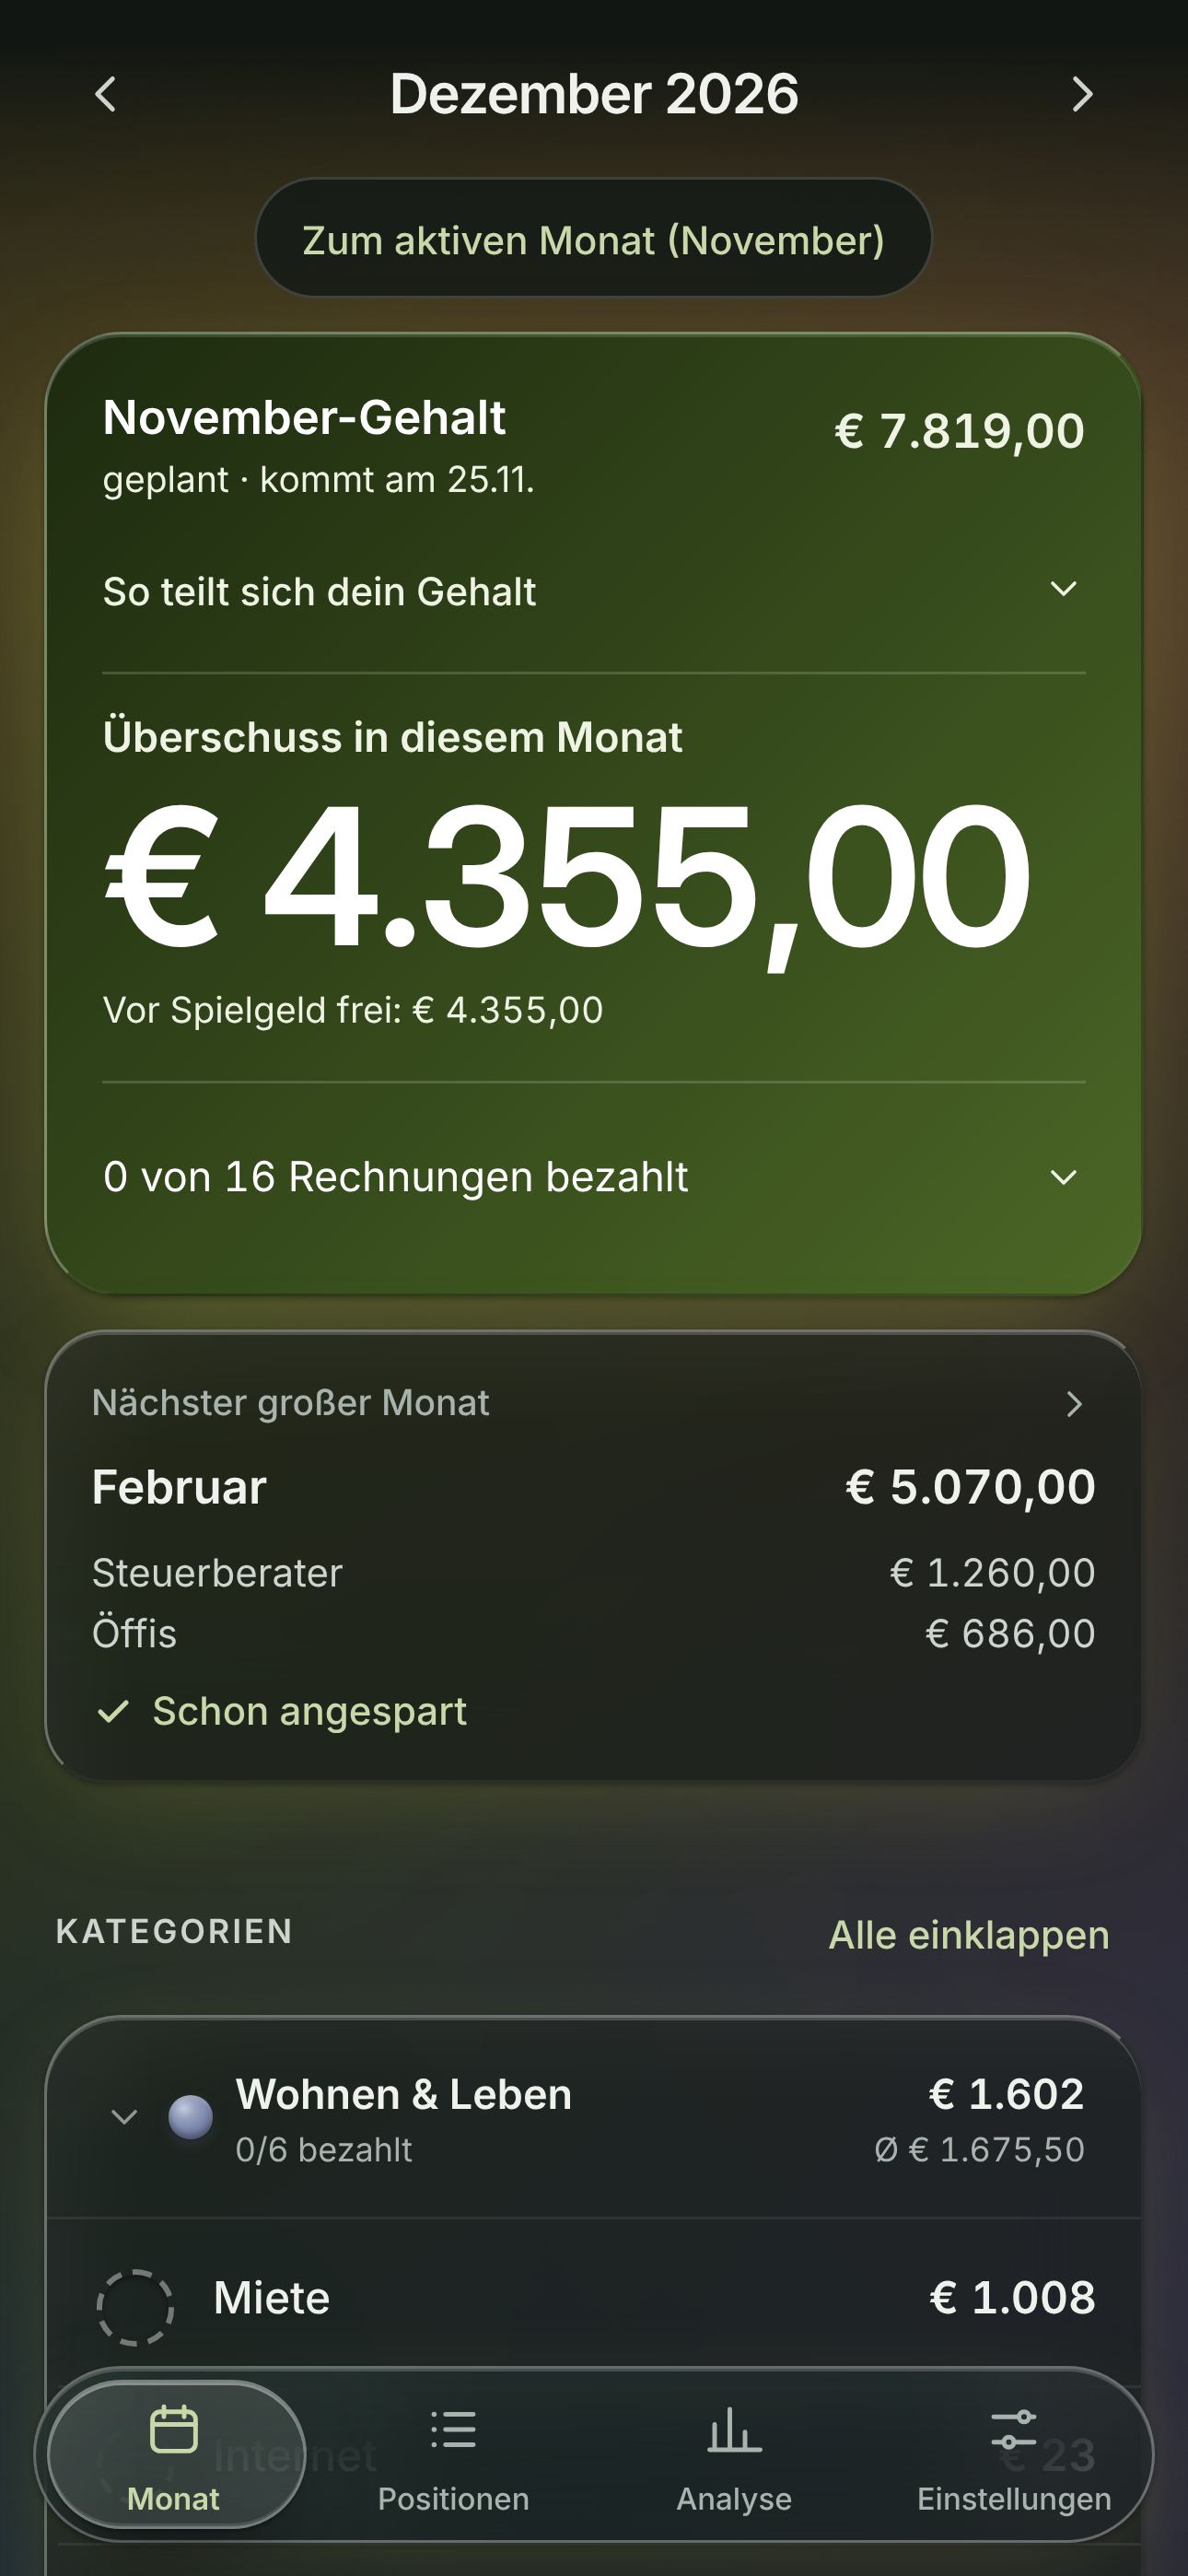 Dezember 2026
Zum aktiven Monat (November)
November-Gehalt
€ 7.819,00
geplant · kommt am 25.11.
So teilt sich dein Gehalt
Überschuss in diesem Monat
€ 4.355,00
Vor Spielgeld frei: € 4.355,00
0 von 16 Rechnungen bezahlt
Nächster großer Monat
Februar
€ 5.070,00
Steuerberater
€ 1.260,00
Öffis
€ 686,00
Schon angespart
KATEGORIEN
Alle einklappen
Wohnen & Leben
€ 1.602
0/6 bezahlt
Ø € 1.675,50
Miete
€ 1.008
Internet
€ 23
Monat
Positionen
Analyse
Einstellungen